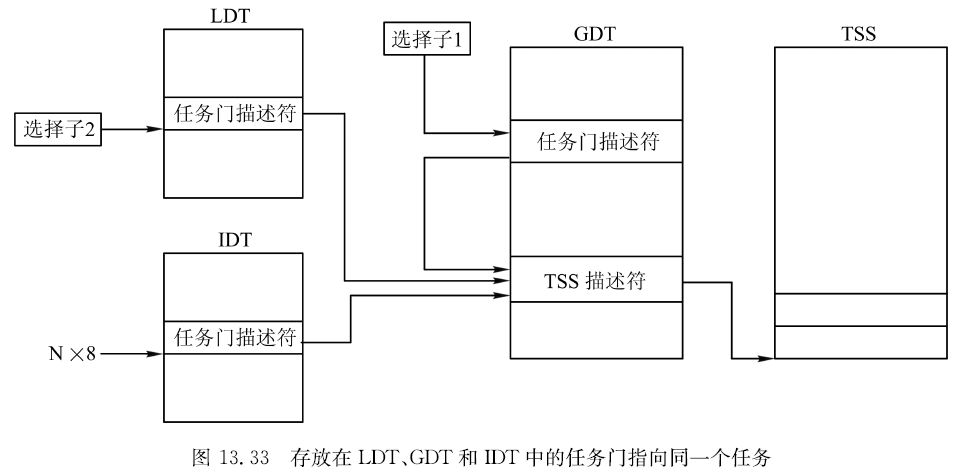 LDT
选择子1
GDT
TSS
任务门描述符
选择子2
任务门描述符
IDT
TSS 描述符
任务门描述符
N×8
图 13.33 存放在 LDT、GDT 和 IDT 中的任务门指向同一个任务